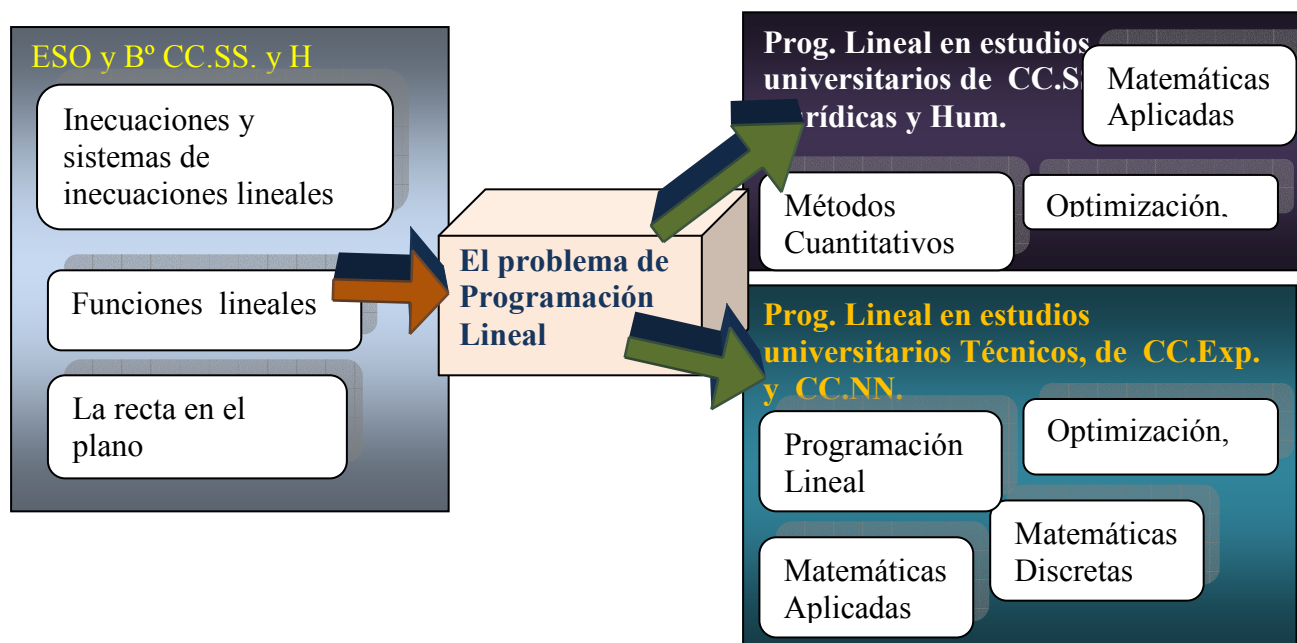 ESO y Bº CC.SS. y H
Inecuaciones y
sistemas de
inecuaciones lineales
Funciones lineales
La recta en el
plano
El problema de
Programación
Lineal
Prog. Lineal en estudios
universitarios de CC.S
y Hum.
Matemáticas
Aplicadas
Métodos
Cuantitativos
Optimización,
Prog. Lineal en estudios
universitarios Técnicos, de CC.Exp.
y CC.NN.
Programación
Lineal
Optimización,
Matemáticas
Aplicadas
Matemáticas
Discretas